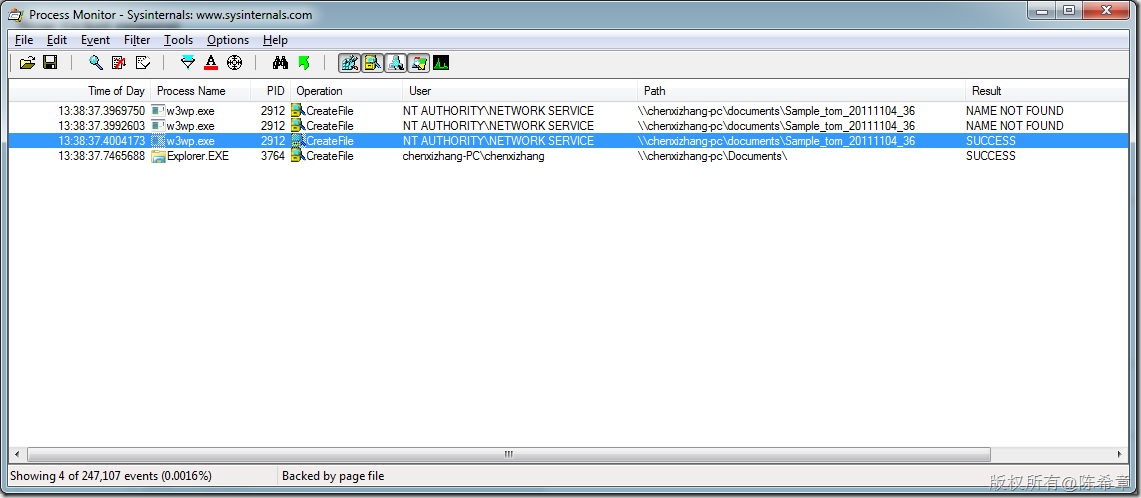 Process Monitor - Sysinternals: www.sysinternals.com
File Edit Event Filter Tools Options Help
Time of Day Process Name PID Operation User Path Result
13:38:37.3969750 w3wp.exe 2912 CreateFile NT AUTHORITY\NETWORK SERVICE \\chenxizhang-pc\documents\Sample_tom_20111104_36 NAME NOT FOUND
13:38:37.3992603 w3wp.exe 2912 CreateFile NT AUTHORITY\NETWORK SERVICE \\chenxizhang-pc\documents\Sample_tom_20111104_36 NAME NOT FOUND
13:38:37.4004173 w3wp.exe 2912 CreateFile NT AUTHORITY\NETWORK SERVICE \\chenxizhang-pc\documents\Sample_tom_20111104_36 SUCCESS
13:38:37.7465688 Explorer.EXE 3764 CreateFile chenxizhang-PC\chenxizhang \\chenxizhang-pc\Documents\ SUCCESS
Showing 4 of 247,107 events (0.0016%) Backed by page file
版权所有@陈希章